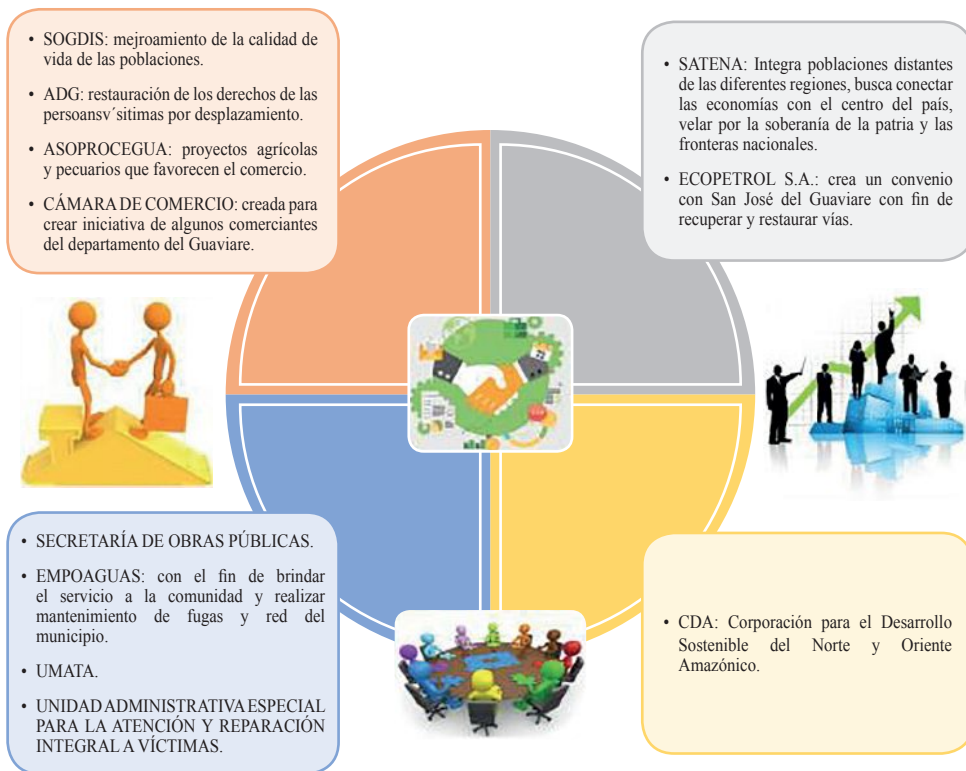 • SOGDIS: mejroamiento de la calidad de
vida de las poblaciones.
• ADG: restauración de los derechos de las
persoansv´sitimas por desplazamiento.
• ASOPROCEGUA: proyectos agrícolas
y pecuarios que favorecen el comercio.
• CÁMARA DE COMERCIO: creada para
crear iniciativa de algunos comerciantes
del departamento del Guaviare.
• SATENA: Integra poblaciones distantes
de las diferentes regiones, busca conectar
las economías con el centro del país,
velar por la soberanía de la patria y las
fronteras nacionales.
• ECOPETROL S.A.: crea un convenio
con San José del Guaviare con fin de
recuperar y restaurar vías.
• SECRETARÍA DE OBRAS PÚBLICAS.
• EMPOAGUAS: con el fin de brindar
el servicio a la comunidad y realizar
mantenimiento de fugas y red del
municipio.
• UMATA.
• UNIDAD ADMINISTRATIVA ESPECIAL
PARA LA ATENCIÓN Y REPARACIÓN
INTEGRAL A VÍCTIMAS.
• CDA: Corporación para el Desarrollo
Sostenible del Norte y Oriente
Amazónico.